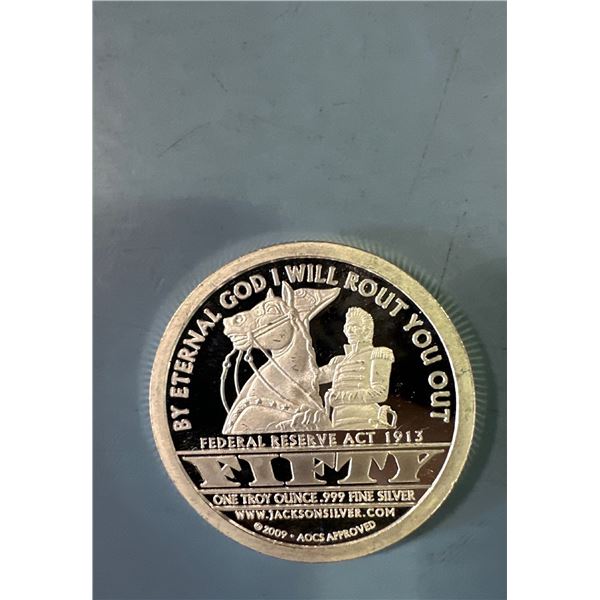 BY ETERNAL GOD I WILL ROUT YOU OUT
FEDERAL RESERVE ACT 1913
FIFTY
ONE TROY OUNCE .999 FINE SILVER
WWW.JACKSONSILVER.COM
© 2009 • AOCS APPROVED